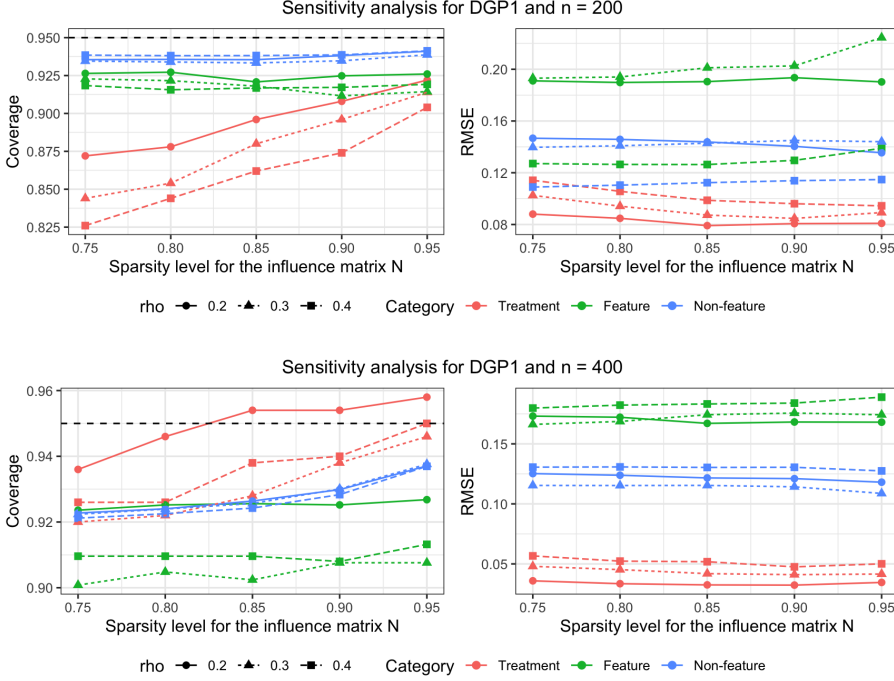 Sensitivity analysis for DGP1 and n = 200
Coverage
0.950
0.925
0.900
0.875
0.850
0.825
0.75 0.80 0.85 0.90 0.95
Sparsity level for the influence matrix N
RMSE
0.20
0.16
0.12
0.08
0.75 0.80 0.85 0.90 0.95
Sparsity level for the influence matrix N
rho 0.2 0.3 0.4 Category Treatment Feature Non-feature
Sensitivity analysis for DGP1 and n = 400
Coverage
0.96
0.94
0.92
0.90
0.75 0.80 0.85 0.90 0.95
Sparsity level for the influence matrix N
RMSE
0.15
0.10
0.05
0.75 0.80 0.85 0.90 0.95
Sparsity level for the influence matrix N
rho 0.2 0.3 0.4 Category Treatment Feature Non-feature